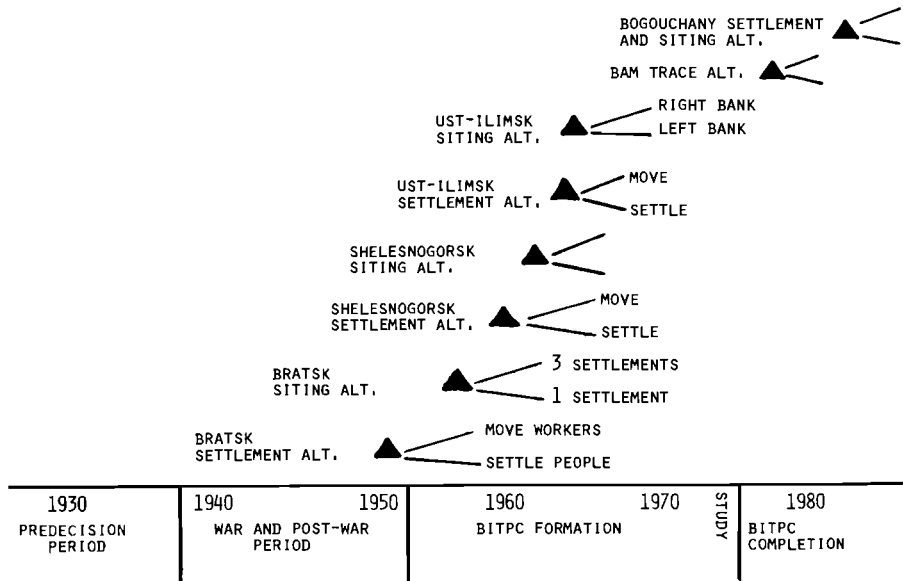 BOGOUCHANY SETTLEMENT
AND SITING ALT.
BAM TRACE ALT.
UST-ILIMSK
SITING ALT.
RIGHT BANK
LEFT BANK
UST-ILIMSK
SETTLEMENT ALT.
MOVE
SETTLE
SHELESNOGORSK
SITING ALT.
SHELESNOGORSK
SETTLEMENT ALT.
MOVE
SETTLE
BRATSK
SITING ALT.
3 SETTLEMENTS
1 SETTLEMENT
BRATSK
SETTLEMENT ALT.
MOVE WORKERS
SETTLE PEOPLE
1930
PREDECISION
PERIOD
1940 1950
WAR AND POST-WAR
PERIOD
1960 1970
BITPC FORMATION
STUDY
1980
BITPC
COMPLETION